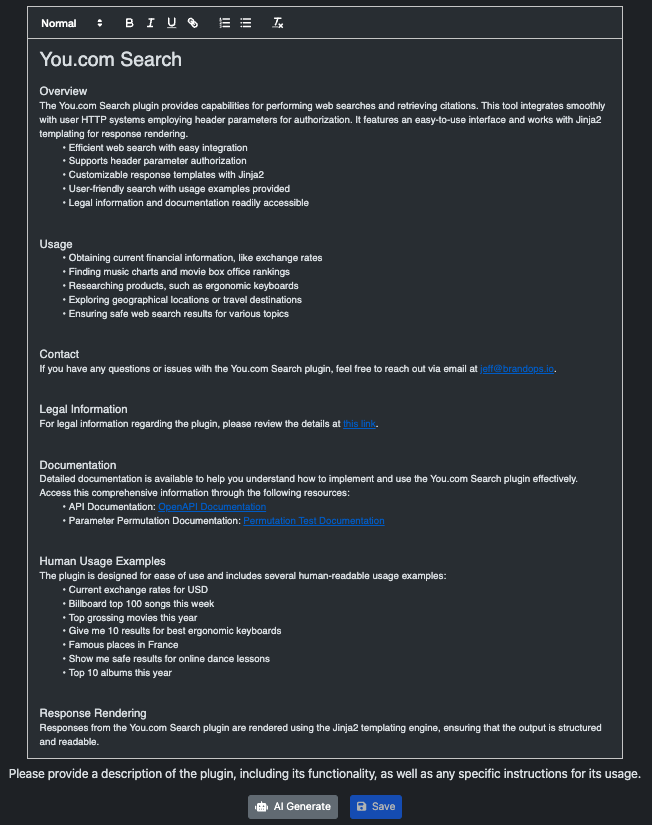 Normal B I U
You.com Search
Overview
The You.com Search plugin provides capabilities for performing web searches and retrieving citations. This tool integrates smoothly
with user HTTP systems employing header parameters for authorization. It features an easy-to-use interface and works with Jinja2
templating for response rendering.
• Efficient web search with easy integration
• Supports header parameter authorization
• Customizable response templates with Jinja2
• User-friendly search with usage examples provided
• Legal information and documentation readily accessible
Usage
• Obtaining current financial information, like exchange rates
• Finding music charts and movie box office rankings
• Researching products, such as ergonomic keyboards
• Exploring geographical locations or travel destinations
• Ensuring safe web search results for various topics
Contact
If you have any questions or issues with the You.com Search plugin, feel free to reach out via email at jeff@brandops.io.
Legal Information
For legal information regarding the plugin, please review the details at this link.
Documentation
Detailed documentation is available to help you understand how to implement and use the You.com Search plugin effectively.
Access this comprehensive information through the following resources:
• API Documentation: OpenAPI Documentation
• Parameter Permutation Documentation: Permutation Test Documentation
Human Usage Examples
The plugin is designed for ease of use and includes several human-readable usage examples:
• Current exchange rates for USD
• Billboard top 100 songs this week
• Top grossing movies this year
• Give me 10 results for best ergonomic keyboards
• Famous places in France
• Show me safe results for online dance lessons
• Top 10 albums this year
Response Rendering
Responses from the You.com Search plugin are rendered using the Jinja2 templating engine, ensuring that the output is structured
and readable.
Please provide a description of the plugin, including its functionality, as well as any specific instructions for its usage.
AI Generate Save